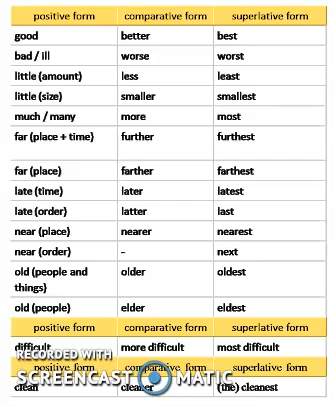 positive form comparative form superlative form
good better best
bad / ill worse worst
little (amount) less least
little (size) smaller smallest
much / many more most
far (place + time} further furthest
far (place) farther farthest
late (time) later latest
late (order) latter last
near (place) nearer nearest
near (order) - next
old (people and older oldest
things}
old (people) elder eldest
positive form comparative form superlative form
difficult more difficult most difficult
RECORDED WITH
positive form comparative form superlative form
SCREENCAST MATIC
clean cleaner (the) cleanest